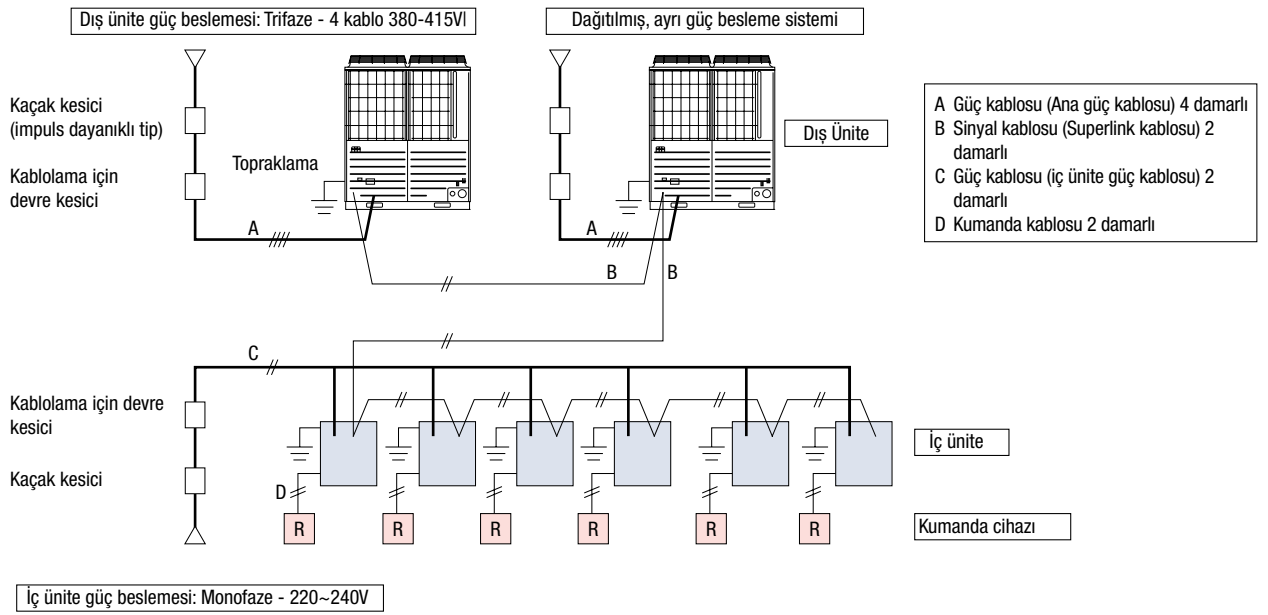 Dış ünite güç beslemesi: Trifaze - 4 kablo 380-415V|
Dağıtılmış, ayrı güç besleme sistemi
Kaçak kesici
(impuls dayanıklı tip)
Kablolama için
devre kesici
Topraklama
Dış Ünite
A Güç kablosu (Ana güç kablosu) 4 damarlı
B Sinyal kablosu (Superlink kablosu) 2
damarlı
C Güç kablosu (iç ünite güç kablosu) 2
damarlı
D Kumanda kablosu 2 damarlı
A
A
B
B
C
Kablolama için devre
kesici
Kaçak kesici
İç ünite
D
R
R
R
R
R
R
Kumanda cihazı
İç ünite güç beslemesi: Monofaze - 220~240V